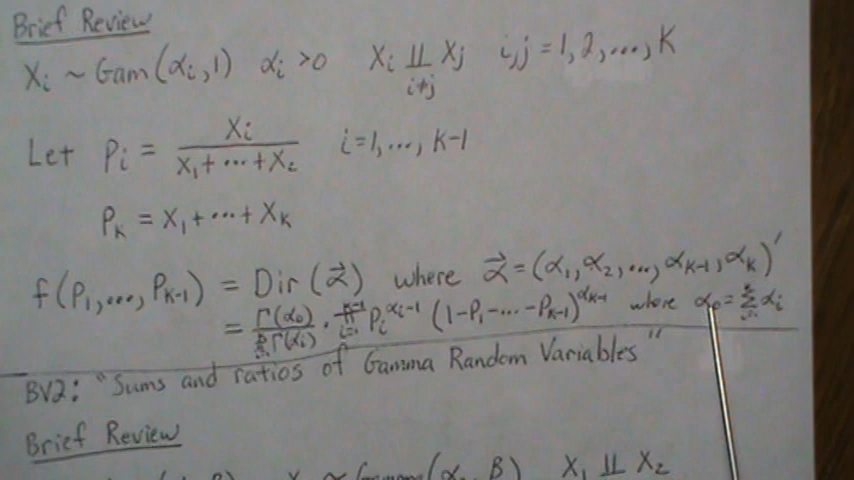 Brief Review
Xi ~ Gam(αi, 1) αi > 0 Xi ⫫ Xj i,j = 1, 2, ..., K
i≠j
Let Pi = Xi / (X1 + ··· + Xi) i = 1, ..., K-1
PK = X1 + ··· + XK
f(P1, ..., PK-1) = Dir(α⃗) where α⃗ = (α1, α2, ..., αK-1, αK)'
= Γ(α0) / ∏ Γ(αi) · ∏ Pi^αi-1 (1 - P1 - ··· - PK-1)^αK-1 where α0 = Σ αi
BV2: "Sums and ratios of Gamma Random Variables"
Brief Review
X1 ⫫ X2